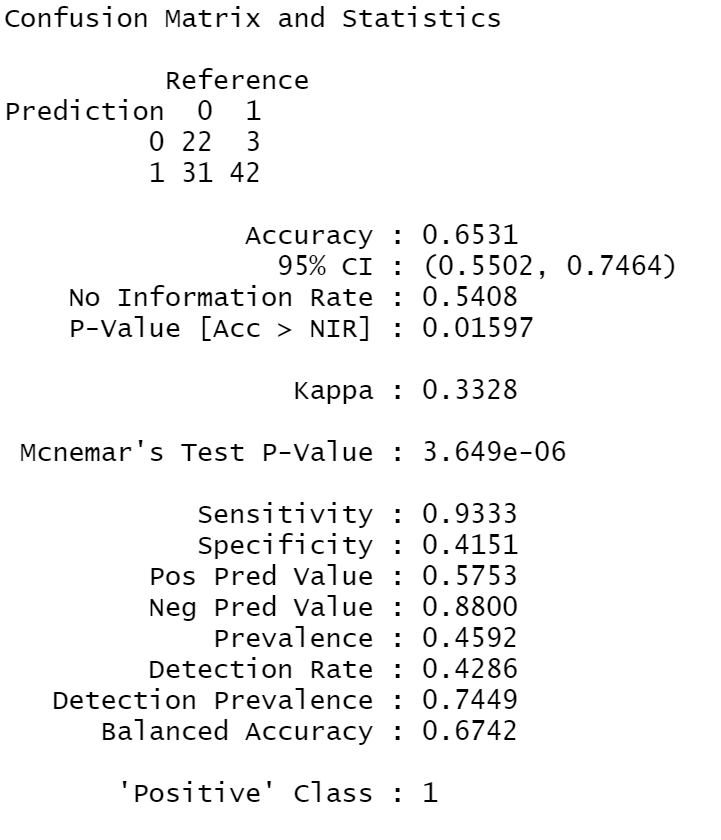 Confusion Matrix and Statistics
Reference
Prediction 0 1
0 22 3
1 31 42
Accuracy : 0.6531
95% CI : (0.5502, 0.7464)
No Information Rate : 0.5408
P-Value [Acc > NIR] : 0.01597
Kappa : 0.3328
Mcnemar's Test P-Value : 3.649e-06
Sensitivity : 0.9333
Specificity : 0.4151
Pos Pred Value : 0.5753
Neg Pred Value : 0.8800
Prevalence : 0.4592
Detection Rate : 0.4286
Detection Prevalence : 0.7449
Balanced Accuracy : 0.6742
'Positive' Class : 1